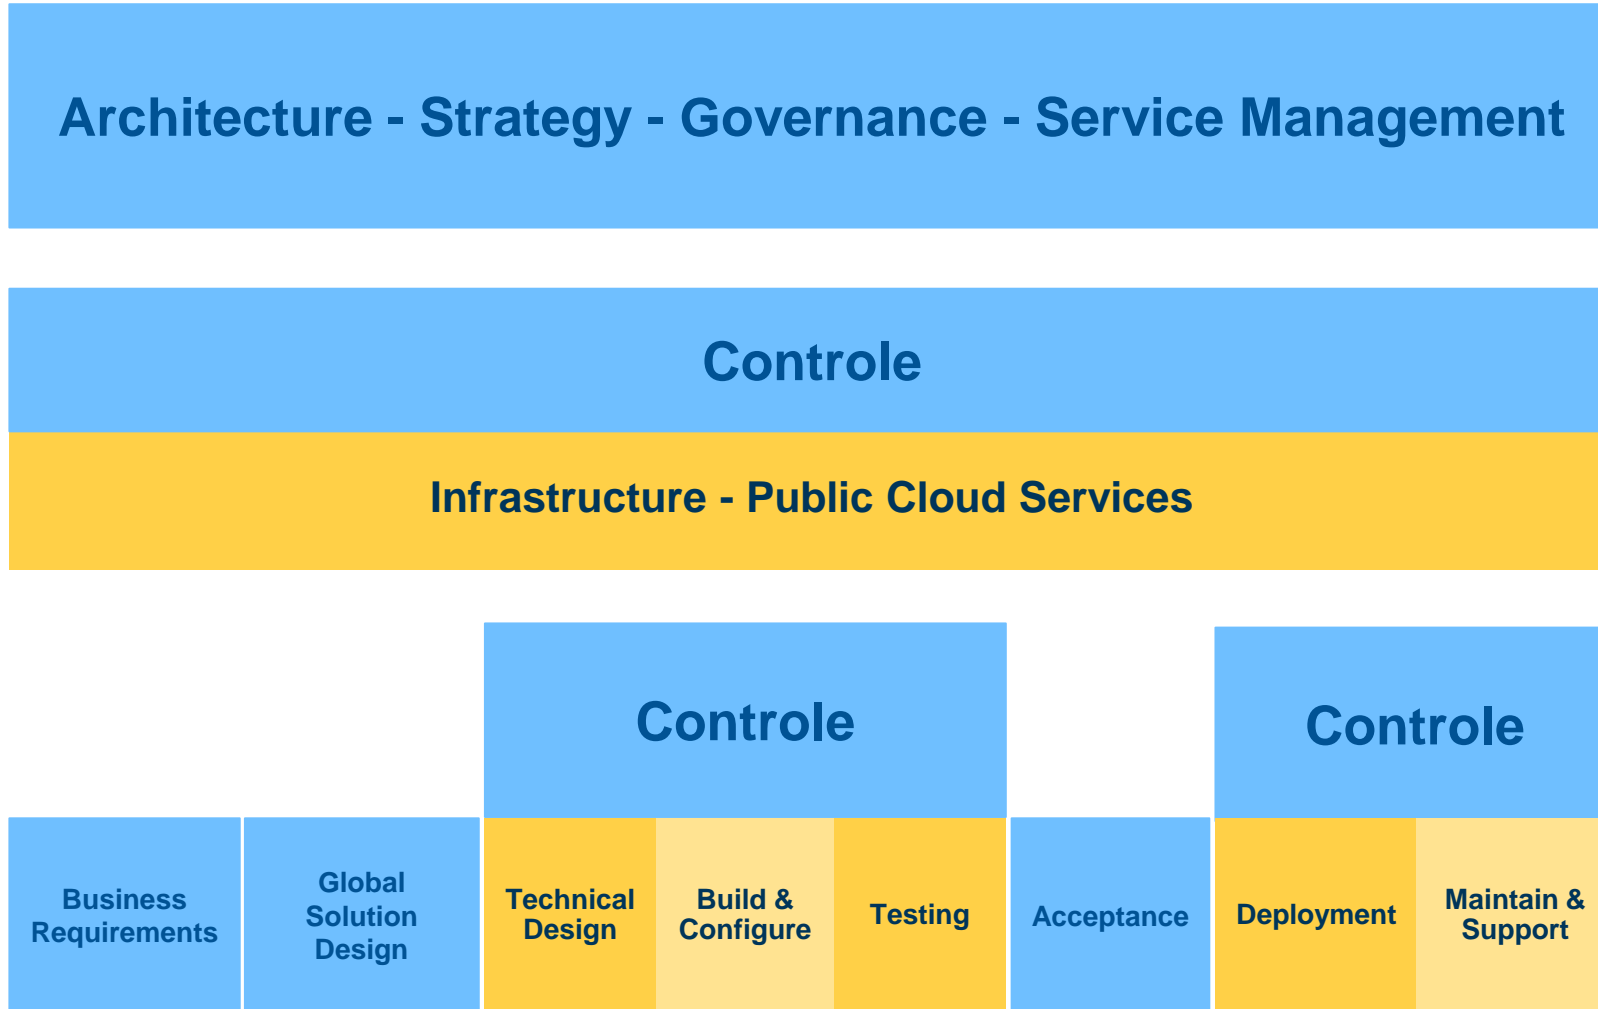 Architecture - Strategy - Governance - Service Management
Controle
Infrastructure - Public Cloud Services
Controle
Controle
Business
Requirements
Global
Solution
Design
Technical
Design
Build &
Configure
Testing
Acceptance
Deployment
Maintain &
Support